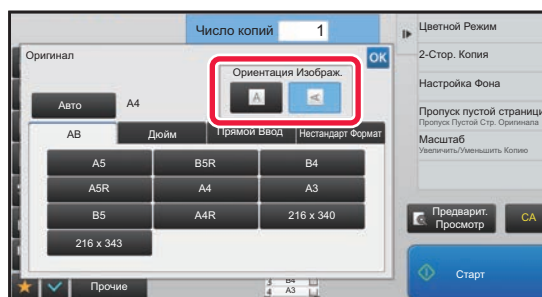 Число копий 1
Оригинал
OK
Ориентация Изображ.
A A
Авто A4
AB Дюйм Прямой Ввод Нестандарт Формат
A5 B5R B4
A5R A4 A3
B5 A4R 216 x 340
216 x 343
Прочие
3 B4
4 A3
Цветной Режим
2-Стор. Копия
Настройка Фона
Пропуск пустой страницы
Пропуск Пустой Стр. Оригинала
Масштаб
Увеличить/Уменьшить Копию
Предварит.
Просмотр
CA
Старт